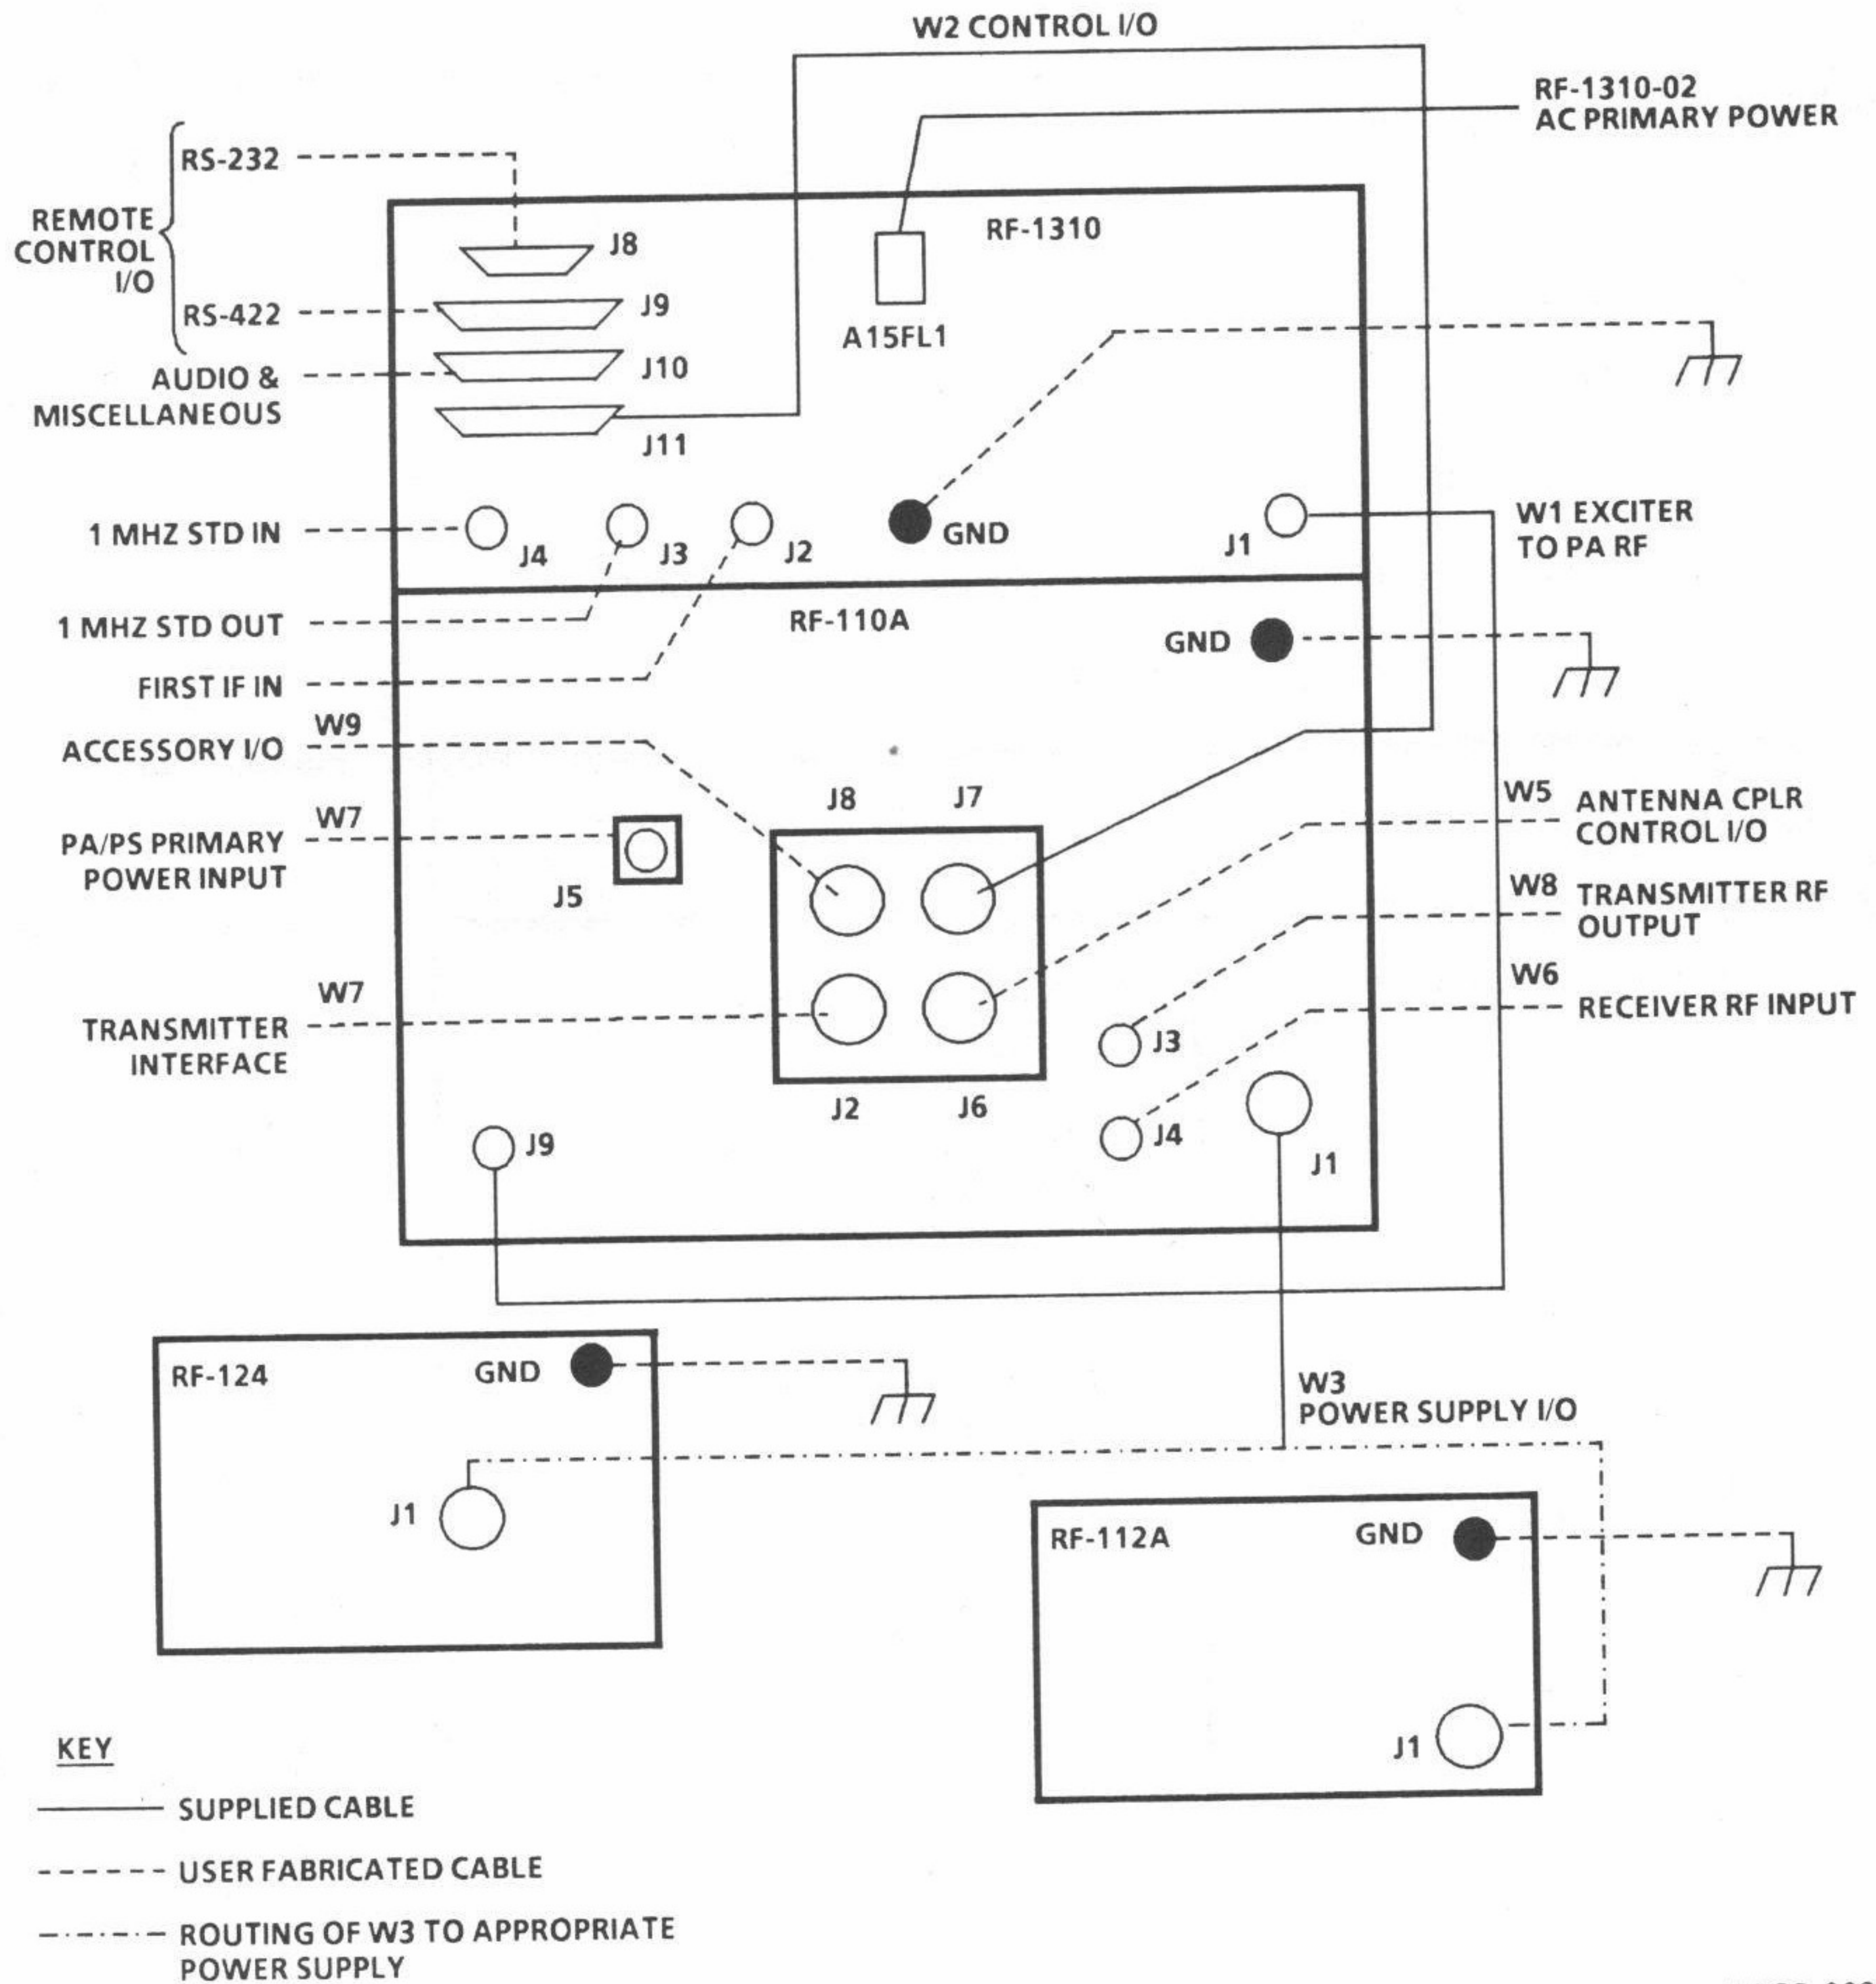 W2 CONTROL I/O
RF-1310-02
AC PRIMARY POWER
RS-232
REMOTE
CONTROL
I/O
RS-422
AUDIO &
MISCELLANEOUS
J8
J9
J10
J11
RF-1310
A15FL1
1 MHZ STD IN
J4
J3
J2
GND
J1
W1 EXCITER
TO PA RF
1 MHZ STD OUT
FIRST IF IN
RF-110A
GND
W9
ACCESSORY I/O
W7
PA/PS PRIMARY
POWER INPUT
J5
J8
J7
W5
ANTENNA CPLR
CONTROL I/O
W8
TRANSMITTER RF
OUTPUT
W7
TRANSMITTER
INTERFACE
W6
RECEIVER RF INPUT
J3
J2
J6
J4
J9
J1
RF-124
GND
J1
W3
POWER SUPPLY I/O
RF-112A
GND
J1
KEY
SUPPLIED CABLE
USER FABRICATED CABLE
ROUTING OF W3 TO APPROPRIATE
POWER SUPPLY